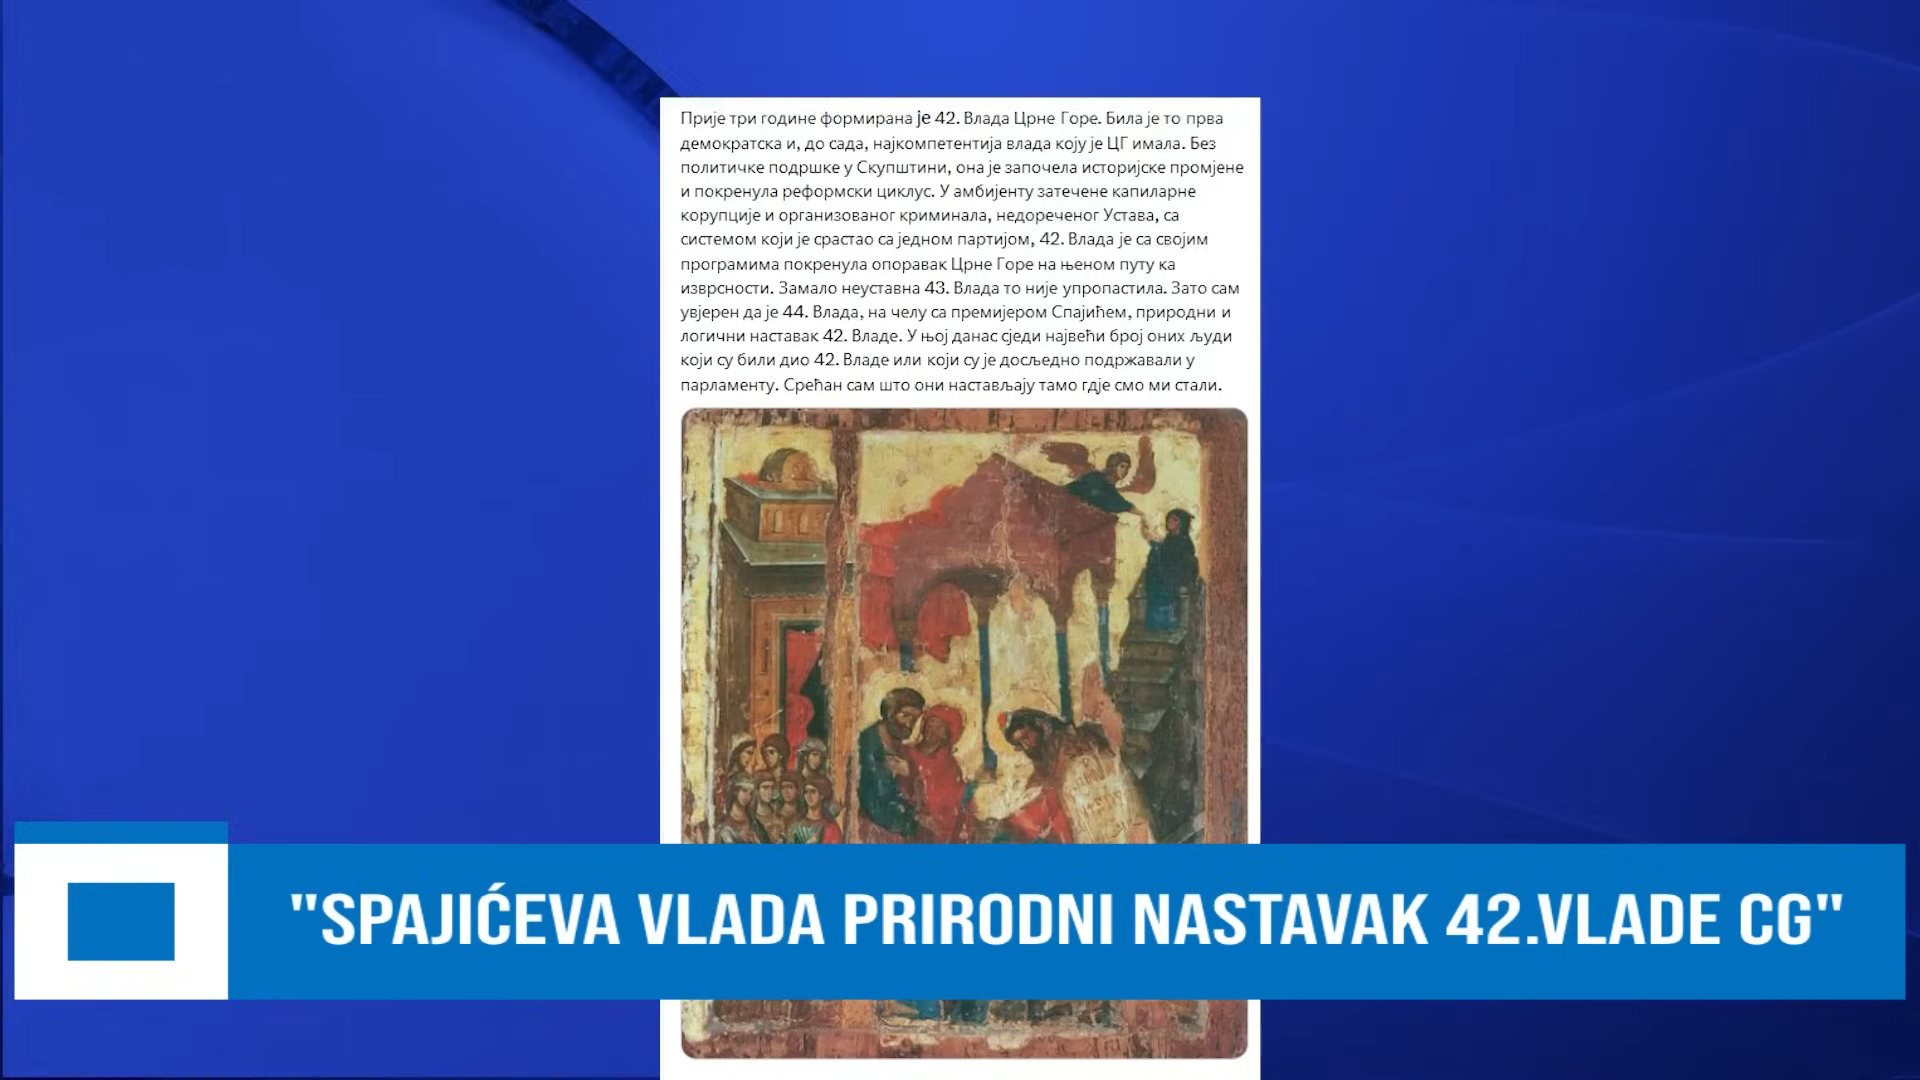 Прије три године формирана је 42. Влада Црне Горе. Била је то прва
демократска и, до сада, најкомпетентија влада коју је ЦГ имала. Без
политичке подршке у Скупштини, она је започела историјске промјене
и покренула реформски циклус. У амбијенту затечене капиларне
корупције и организованог криминала, недореченог Устава, са
системом који је срастао са једном партијом, 42. Влада је са својим
програмима покренула опоравак Црне Горе на њеном путу ка
изврсности. Замало неуставна 43. Влада то није упропастила. Зато сам
увјерен да је 44. Влада, на челу са премијером Спајићем, природни и
логични наставак 42. Владе. У њој данас сједи највећи број оних људи
који су били дио 42. Владе или који су је досљедно подржавали у
парламенту. Срећан сам што они настављају тамо гдје смо ми стали.
"SPAJIĆEVA VLADA PRIRODNI NASTAVAK 42.VLADE CG"